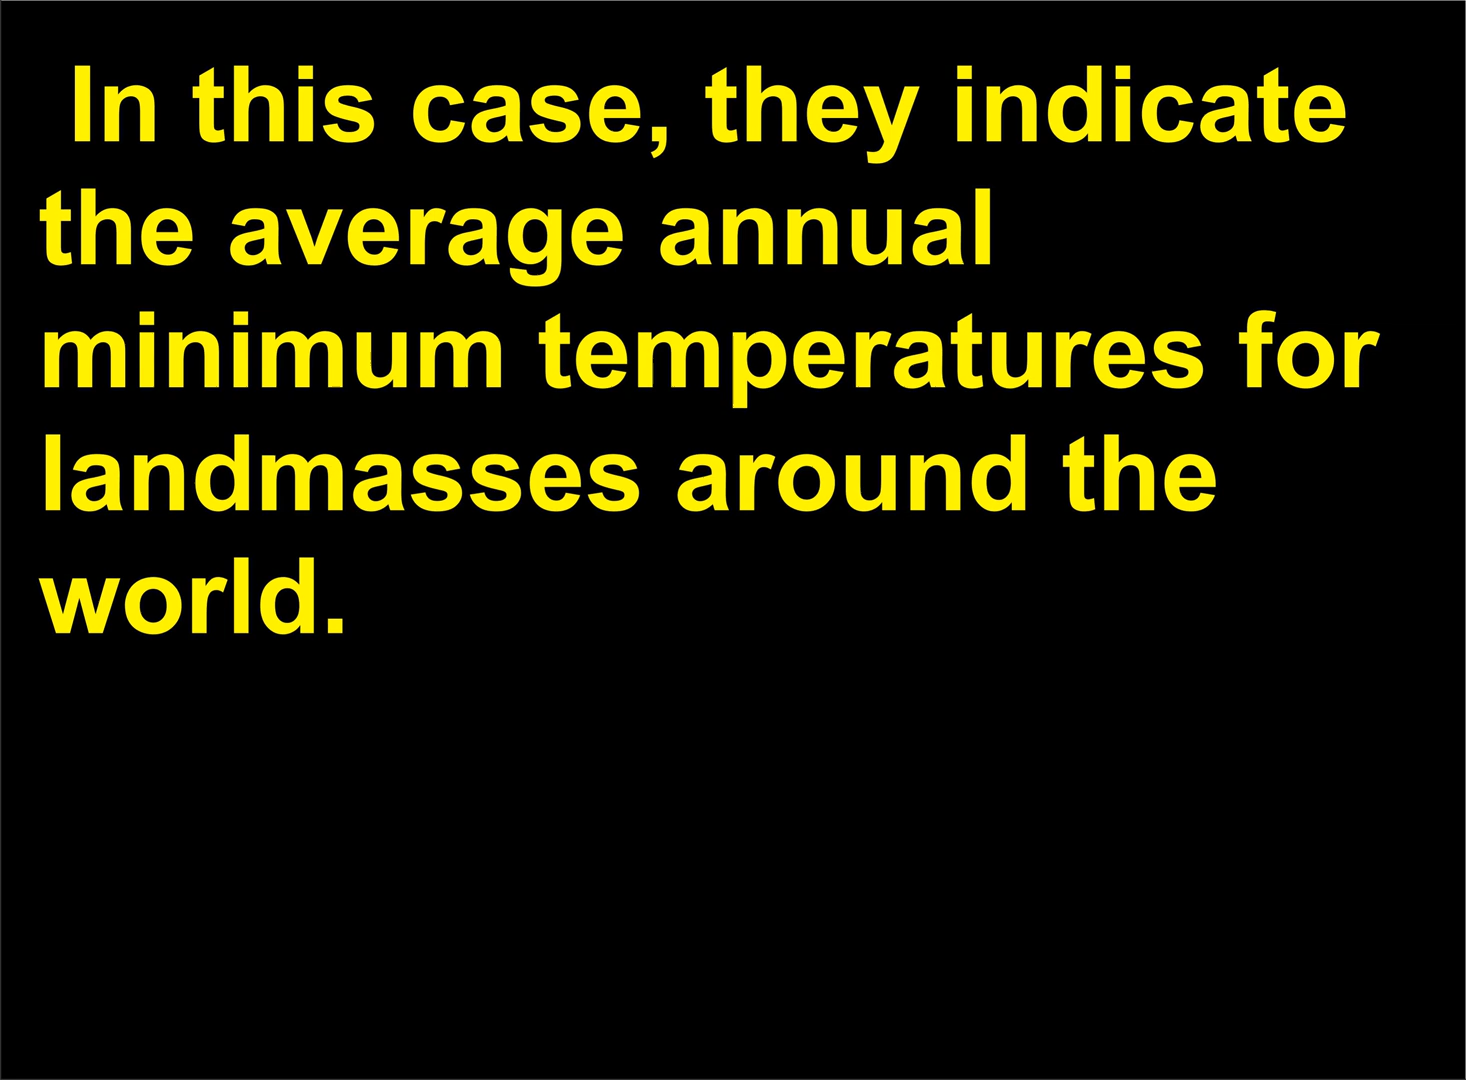 In this case, they indicate
the average annual
minimum temperatures for
landmasses around the
world.